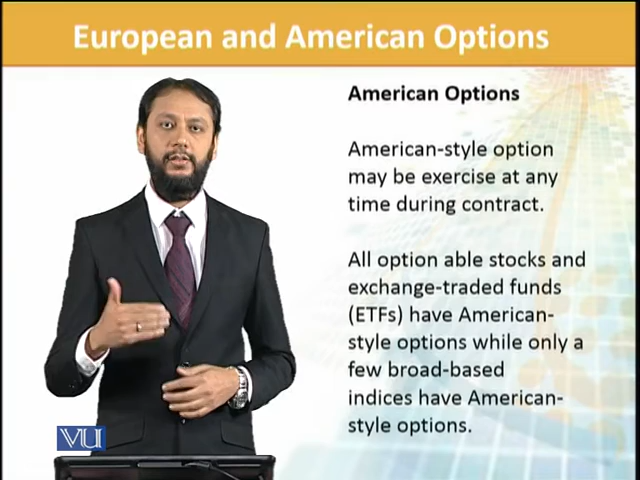 European and American Options
American Options
American-style option
may be exercise at any
time during contract.
All option able stocks and
exchange-traded funds
(ETFs) have American-
style options while only a
few broad-based
indices have American-
style options.
VU